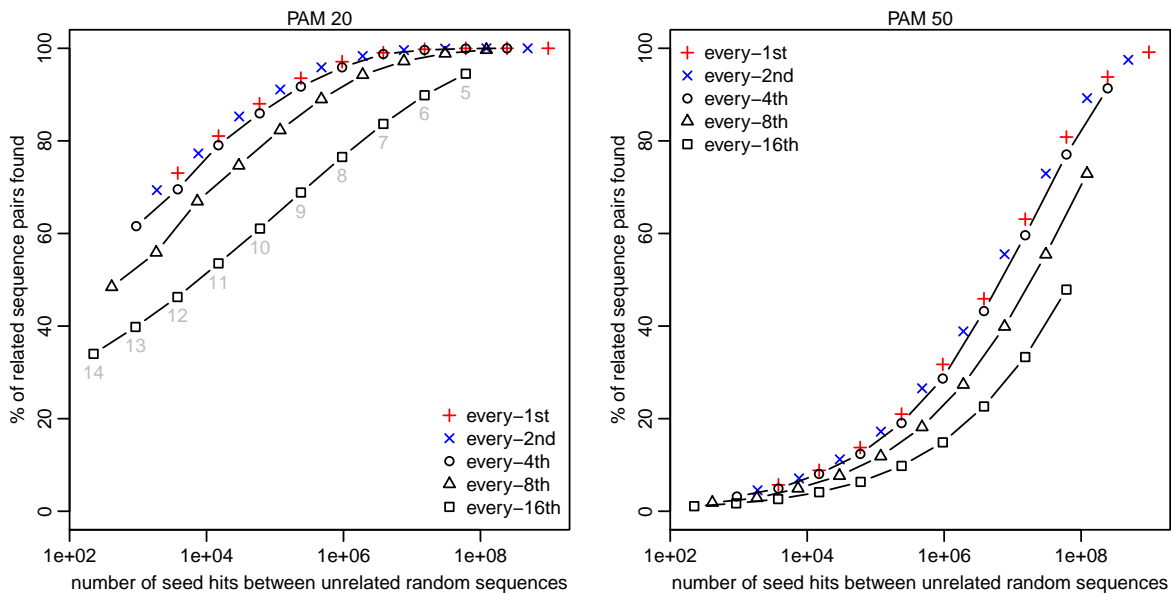 PAM 20
% of related sequence pairs found
100
80
60
40
20
0
5
6
7
8
9
10
11
12
13
14
every−1st
every−2nd
every−4th
every−8th
every−16th
1e+02
1e+04
1e+06
1e+08
number of seed hits between unrelated random sequences
PAM 50
% of related sequence pairs found
100
80
60
40
20
0
every−1st
every−2nd
every−4th
every−8th
every−16th
1e+02
1e+04
1e+06
1e+08
number of seed hits between unrelated random sequences